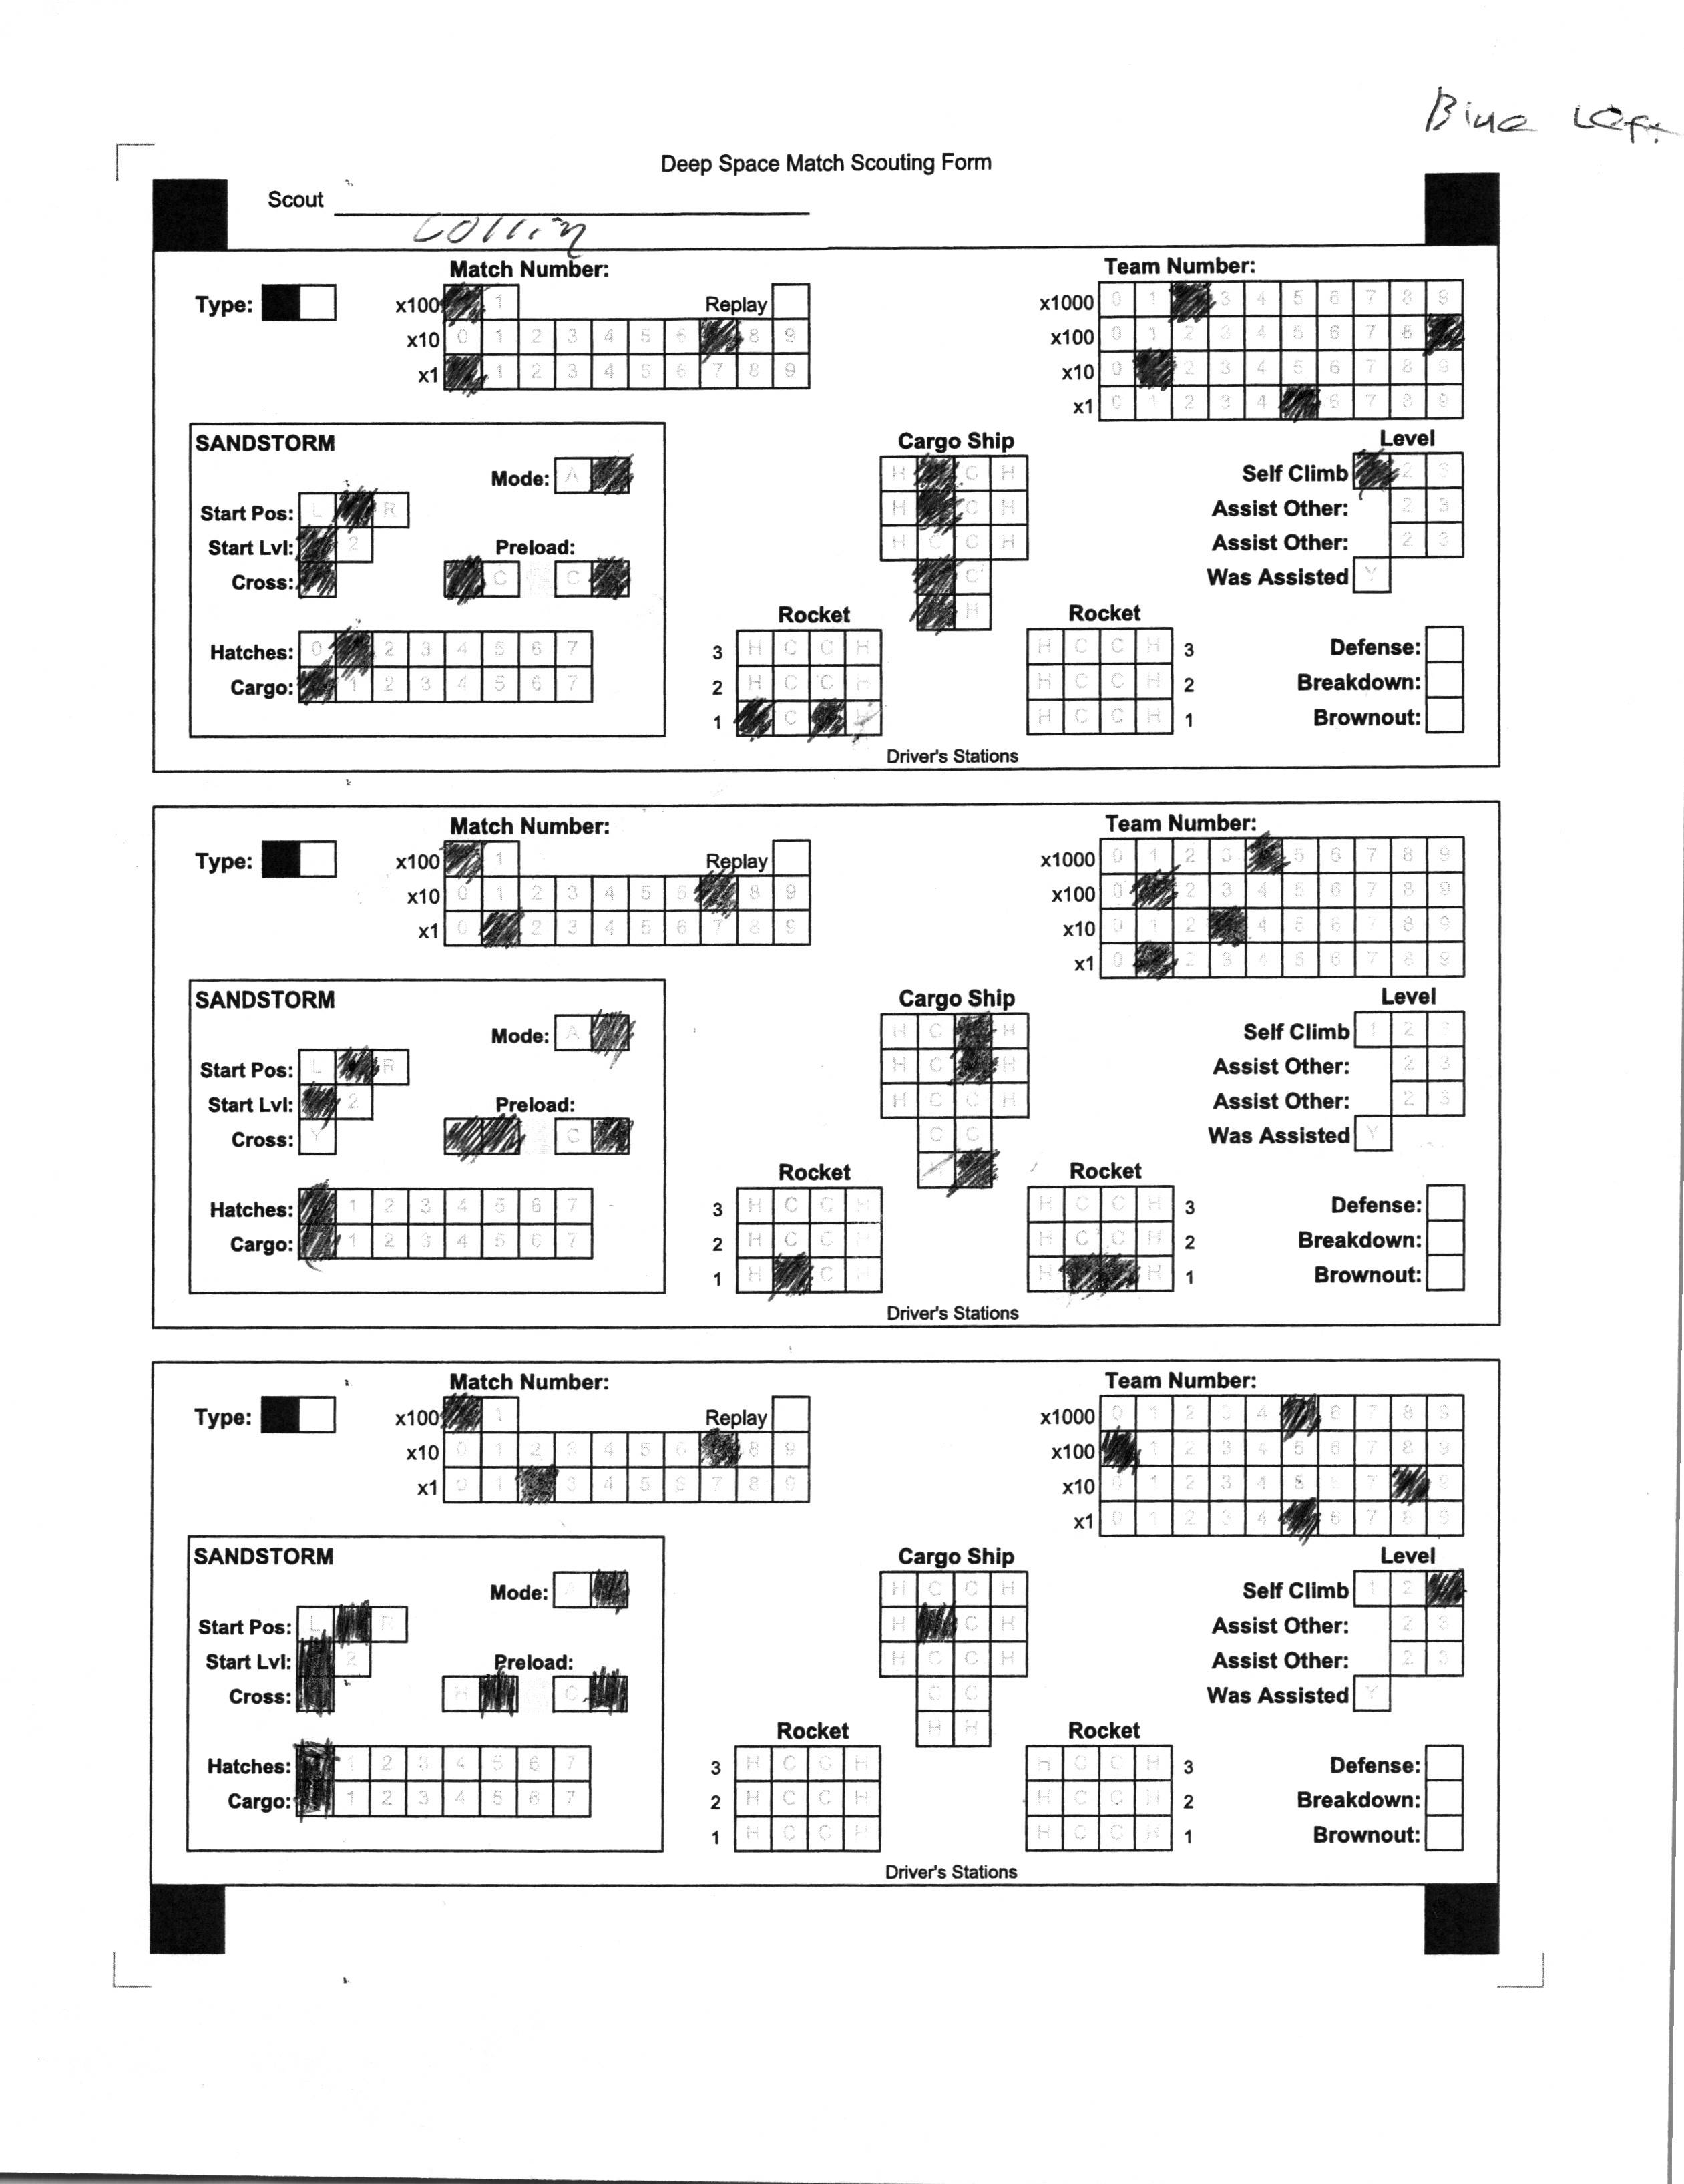 Blue Left
Deep Space Match Scouting Form
Scout Collin
Match Number: Team Number:
Type: x100 1 Replay x1000 0 1 3 4 5 6 7 8 9
x10 0 1 2 3 4 5 6 8 9 x100 0 1 2 3 4 5 6 7 8
x1 1 2 3 4 5 6 7 8 9 x10 0 2 3 4 5 6 7 8 9
x1 0 1 2 3 4 6 7 8 9
SANDSTORM Cargo Ship Level
Mode: A H C H Self Climb 2 3
Start Pos: L R H C H Assist Other: 2 3
Start Lvl: 2 Preload: H C C H Assist Other: 2 3
Cross: C C C Was Assisted Y
Rocket H Rocket
Hatches: 0 2 3 4 5 6 7 3 H C C H H C C H 3 Defense:
Cargo: 1 2 3 4 5 6 7 2 H C C H H C C H 2 Breakdown:
1 C H H C C H 1 Brownout:
Driver's Stations
Match Number: Team Number:
Type: x100 1 Replay x1000 0 1 2 3 5 6 7 8 9
x10 0 1 2 3 4 5 6 8 9 x100 0 2 3 4 5 6 7 8 9
x1 0 2 3 4 5 6 7 8 9 x10 0 1 2 4 5 6 7 8 9
x1 0 2 3 4 5 6 7 8 9
SANDSTORM Cargo Ship Level
Mode: A H C H Self Climb 1 2 3
Start Pos: L R H C H Assist Other: 2 3
Start Lvl: 2 Preload: H C C H Assist Other: 2 3
Cross: Y C C C Was Assisted Y
Rocket Rocket
Hatches: 1 2 3 4 5 6 7 3 H C C H H C C H 3 Defense:
Cargo: 1 2 3 4 5 6 7 2 H C C H H C C H 2 Breakdown:
1 H C H H H 1 Brownout:
Driver's Stations
Match Number: Team Number:
Type: x100 1 Replay x1000 0 1 2 3 4 6 7 8 9
x10 0 1 2 3 4 5 6 8 9 x100 1 2 3 4 5 6 7 8 9
x1 0 1 3 4 5 6 7 8 9 x10 0 1 2 3 4 5 6 7 9
x1 0 1 2 3 4 6 7 8 9
SANDSTORM Cargo Ship Level
Mode: A H C C H Self Climb 1 2
Start Pos: L R H C H Assist Other: 2 3
Start Lvl: 2 Preload: H C C H Assist Other: 2 3
Cross: H C C C Was Assisted Y
Rocket H H Rocket
Hatches: 1 2 3 4 5 6 7 3 H C C H H C C H 3 Defense:
Cargo: 1 2 3 4 5 6 7 2 H C C H H C C H 2 Breakdown:
1 H C C H H C C H 1 Brownout:
Driver's Stations